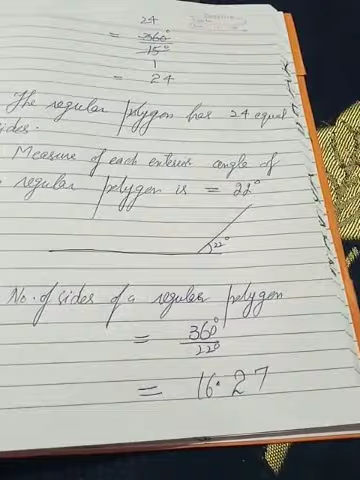 24
= 360°
15°
1
= 24
The regular polygon has 24 equal
sides.
Measure of each exterior angle of
regular polygon is = 22°
22°
No. of sides of a regular polygon
= 360°
22°
= 16.27